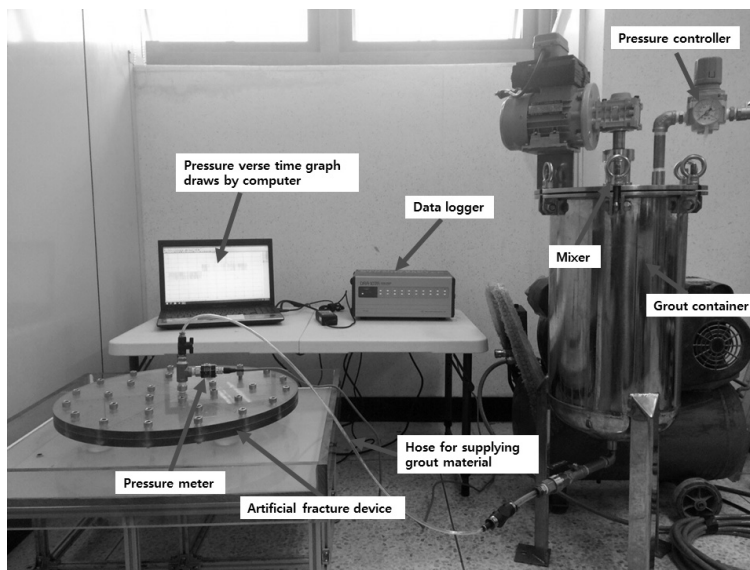 Pressure controller
Pressure verse time graph
draws by computer
Data logger
Mixer
Grout container
Hose for supplying
grout material
Pressure meter
Artificial fracture device